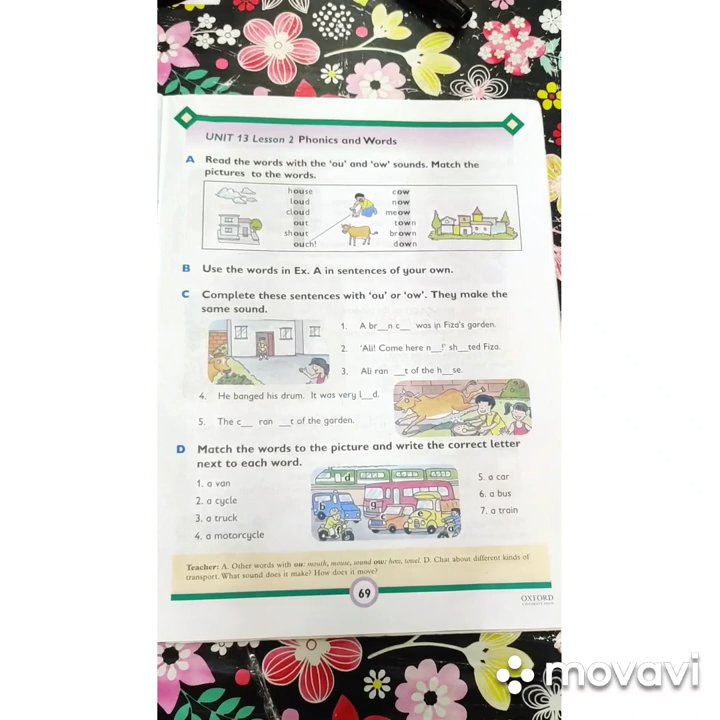 UNIT 13 Lesson 2 Phonics and Words
A Read the words with the ‘ou’ and ‘ow’ sounds. Match the
pictures to the words.
house cow
loud now
cloud meow
out town
shout brown
ouch! down
B Use the words in Ex. A in sentences of your own.
C Complete these sentences with ‘ou’ or ‘ow’. They make the
same sound.
1. A br__n c__ was in Fiza's garden.
2. ‘Ali! Come here n__!’ sh__ted Fiza.
3. Ali ran __t of the h__se.
4. He banged his drum. It was very l__d.
5. The c__ ran __t of the garden.
D Match the words to the picture and write the correct letter
next to each word.
1. a van
2. a cycle
3. a truck
4. a motorcycle
d
b
g
e
f
5. a car
6. a bus
7. a train
Teacher: A. Other words with ou: mouth, mouse, sound ow: how, towel. D. Chat about different kinds of
transport. What sound does it make? How does it move?
69
OXFORD
UNIVERSITY PRESS
movavi